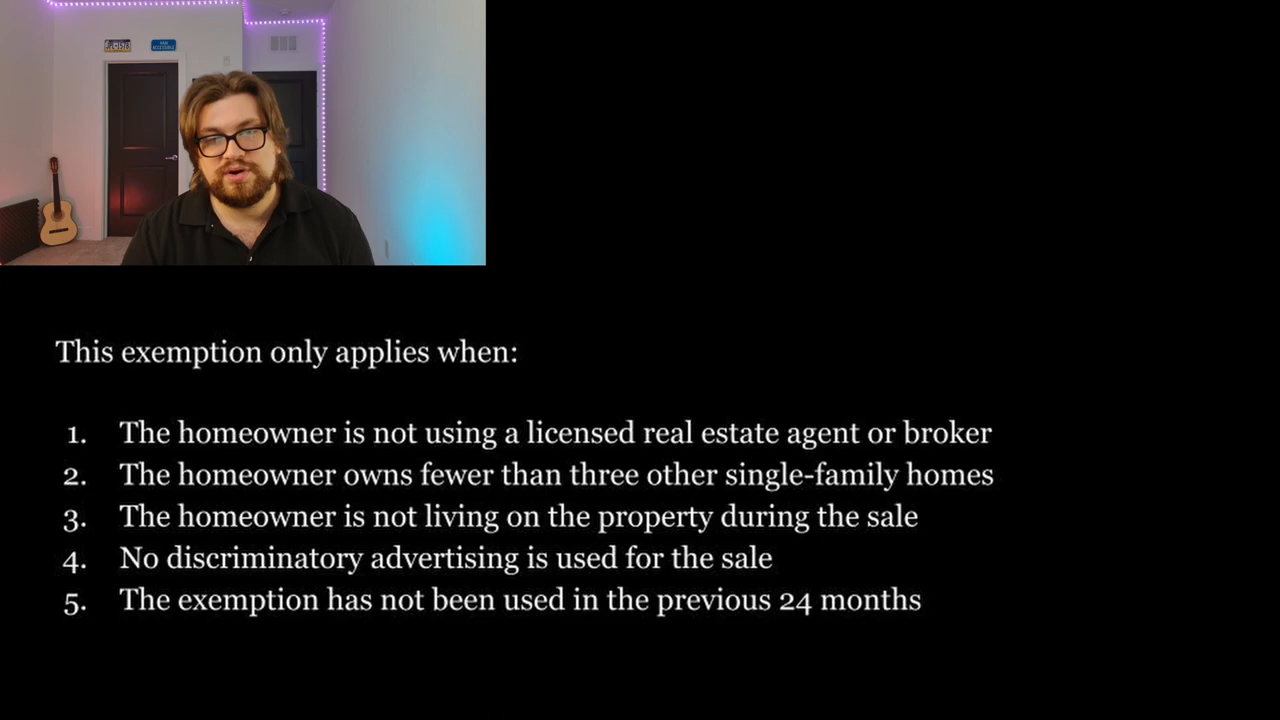 This exemption only applies when:
1. The homeowner is not using a licensed real estate agent or broker
2. The homeowner owns fewer than three other single-family homes
3. The homeowner is not living on the property during the sale
4. No discriminatory advertising is used for the sale
5. The exemption has not been used in the previous 24 months